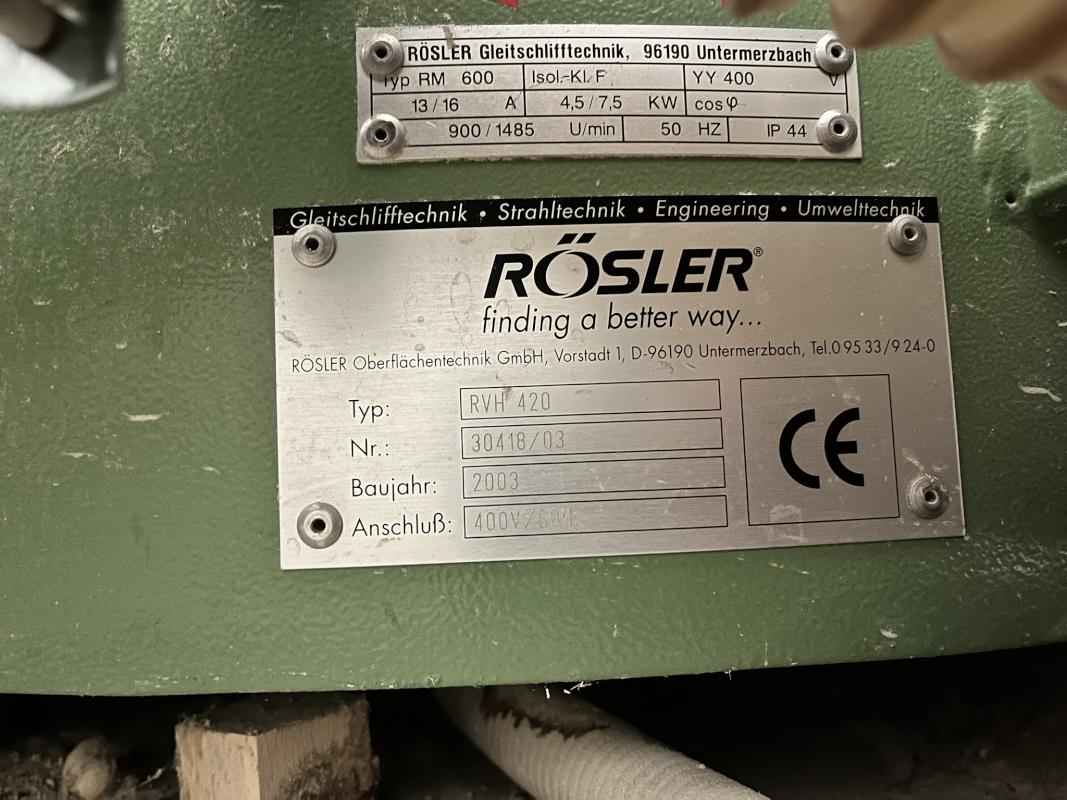 RÖSLER Gleitschlifftechnik, 96190 Untermerzbach
Typ RM 600 Isol.-Kl. F YY 400 V
13 / 16 A 4,5 / 7,5 KW cos φ
900 / 1485 U/min 50 HZ IP 44
Gleitschlifftechnik • Strahltechnik • Engineering • Umwelttechnik
RÖSLER®
finding a better way...
RÖSLER Oberflächentechnik GmbH, Vorstadt 1, D-96190 Untermerzbach, Tel.0 95 33/9 24-0
Typ: RVH 420
Nr.: 30418/03
Baujahr: 2003
Anschluß: 400V/
CE